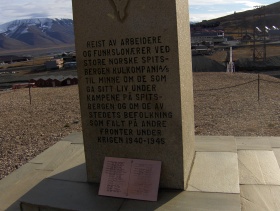 REIST AV ARBEIDERE
OG FUNKSJONÆRER VED
STORE NORSKE SPITS-
BERGEN KULKOMPANI A/S
TIL MINNE OM DE SOM
GA SITT LIV UNDER
KAMPENE PÅ SPITS-
BERGEN OG OM DE AV
STEDETS BEFOLKNING
SOM FALT PÅ ANDRE
FRONTER UNDER
KRIGEN 1940-1945